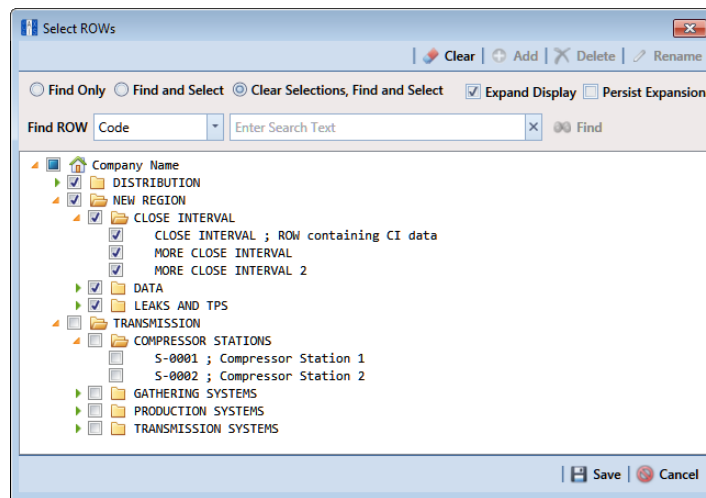 Select ROWs
Clear Add Delete Rename
Find Only Find and Select Clear Selections, Find and Select Expand Display Persist Expansion
Find ROW Code Enter Search Text Find
Company Name
DISTRIBUTION
NEW REGION
CLOSE INTERVAL
CLOSE INTERVAL ; ROW containing CI data
MORE CLOSE INTERVAL
MORE CLOSE INTERVAL 2
DATA
LEAKS AND TPS
TRANSMISSION
COMPRESSOR STATIONS
S-0001 ; Compressor Station 1
S-0002 ; Compressor Station 2
GATHERING SYSTEMS
PRODUCTION SYSTEMS
TRANSMISSION SYSTEMS
Save Cancel